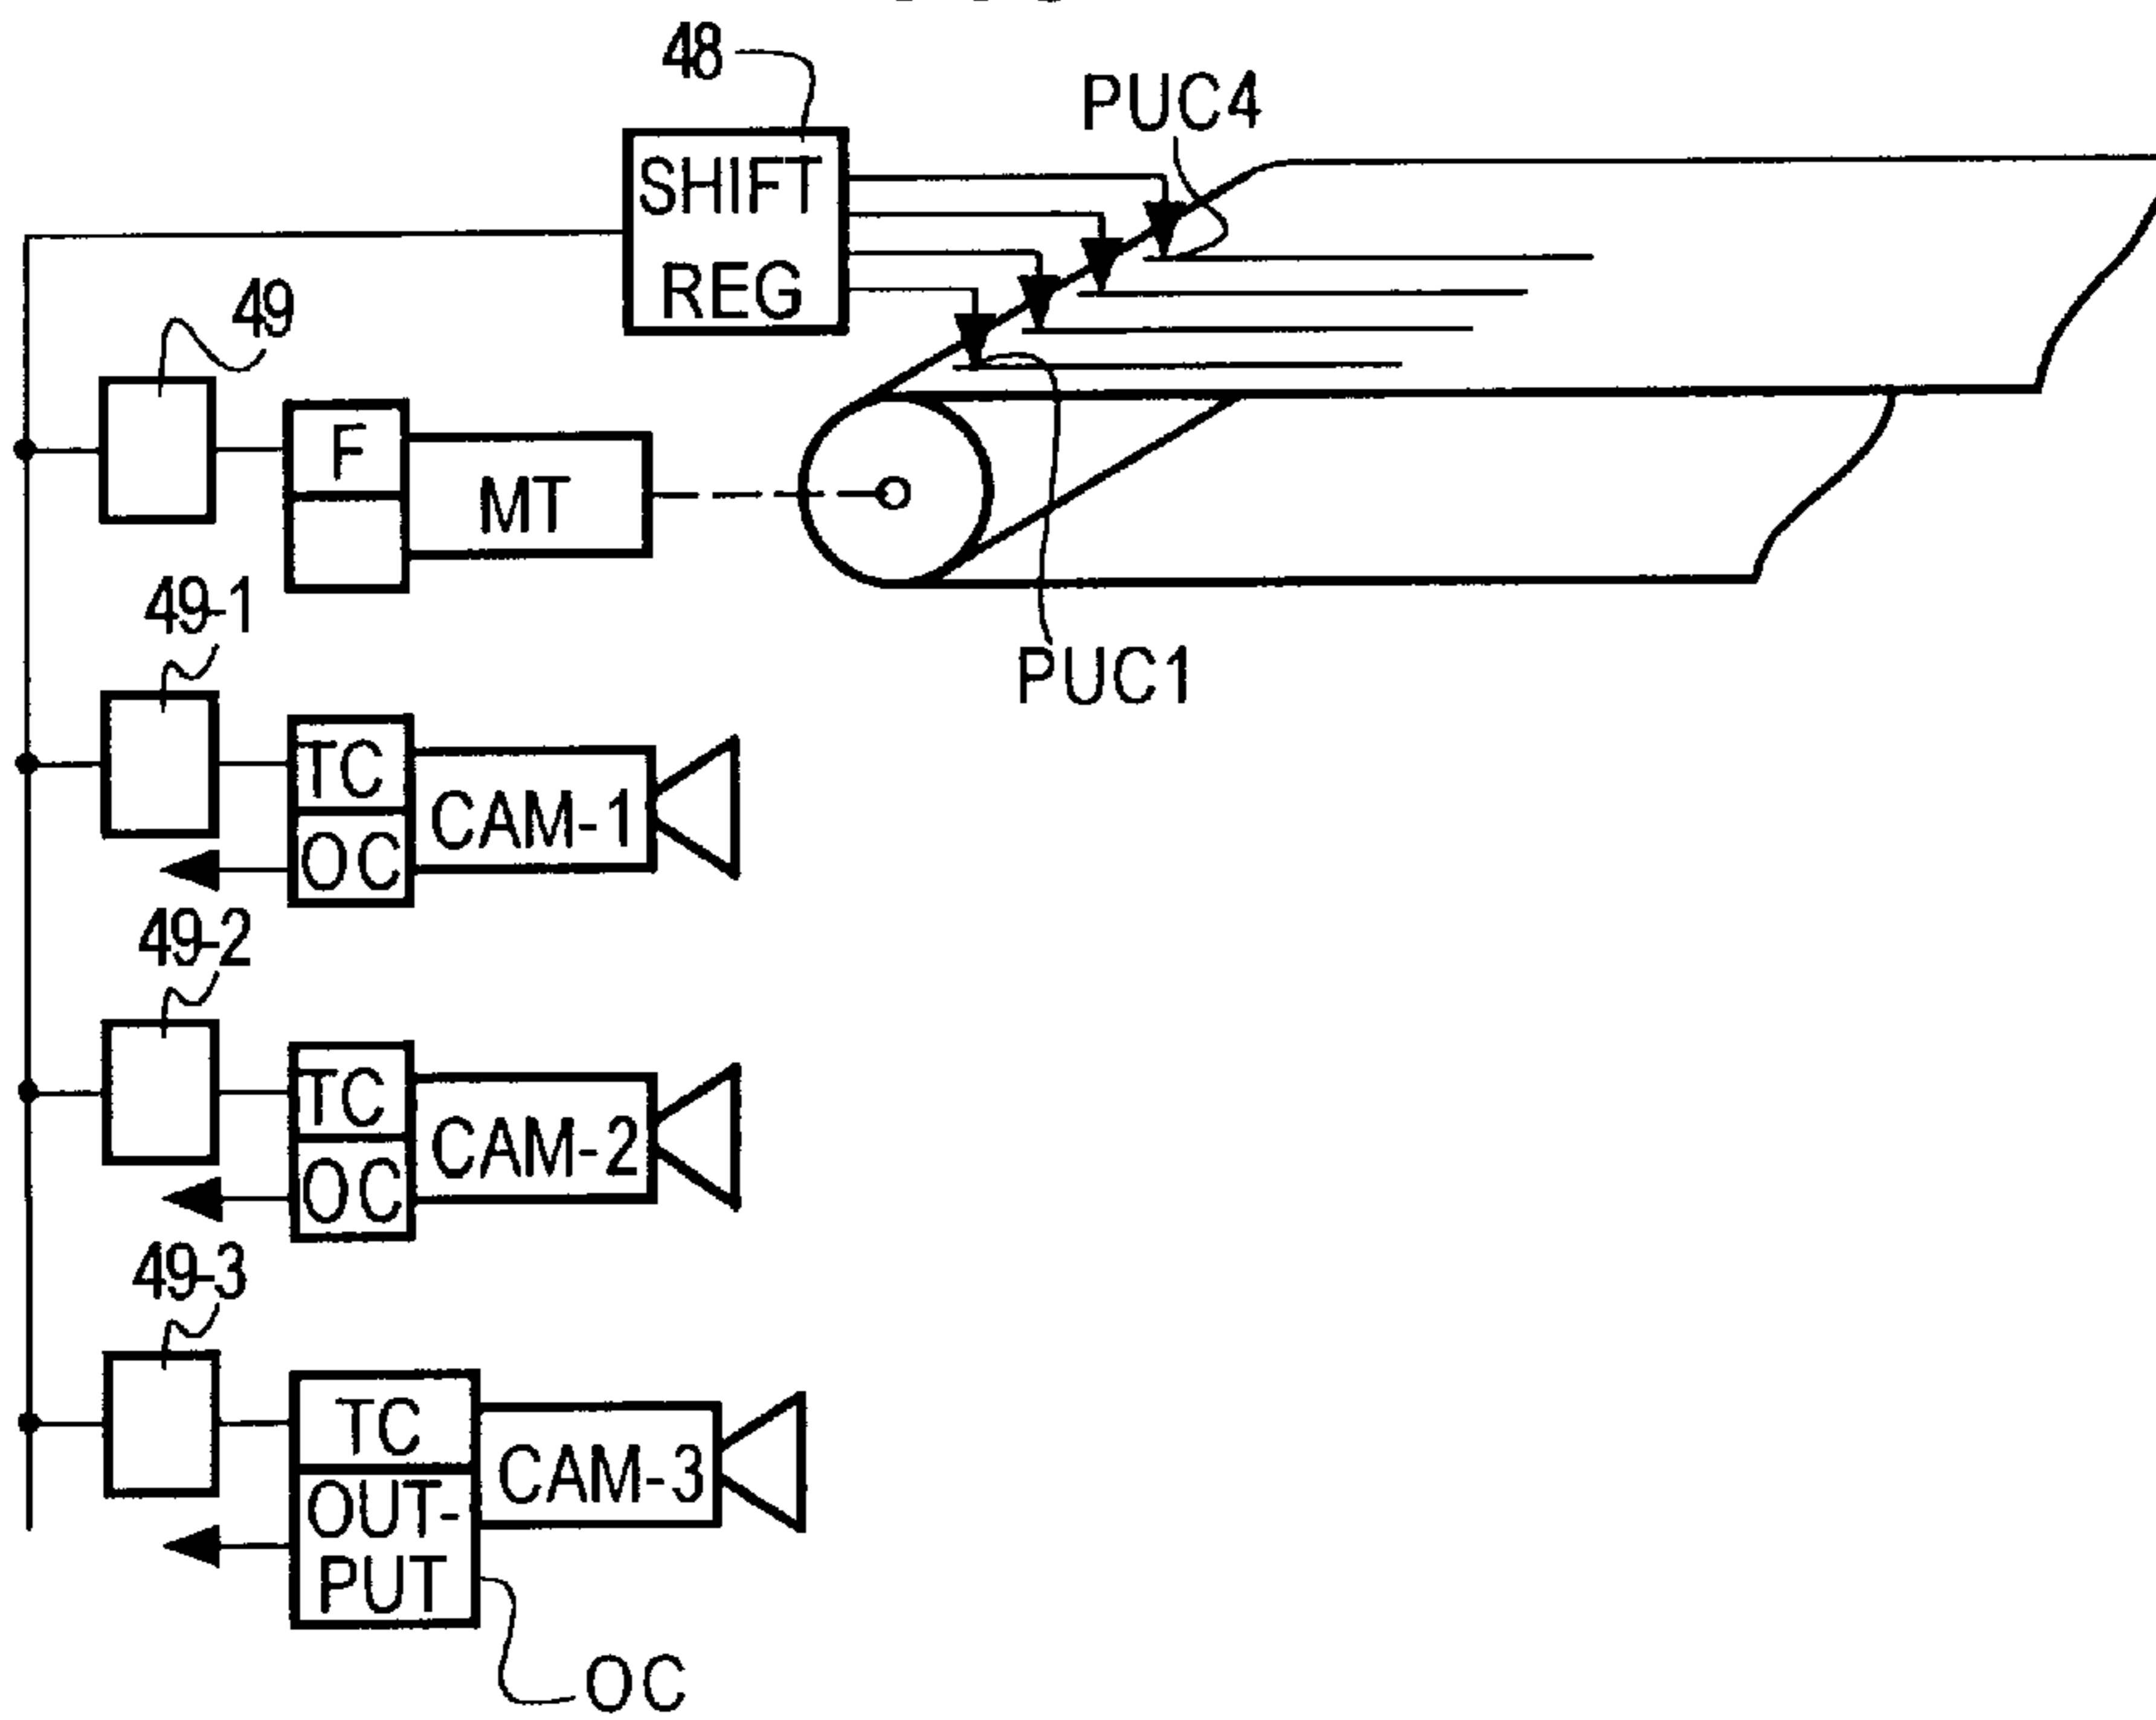 48
PUC4
SHIFT
REG
49
F
MT
49-1
PUC1
TC
CAM-1
OC
49-2
TC
CAM-2
OC
49-3
TC
CAM-3
OUT-
PUT
OC